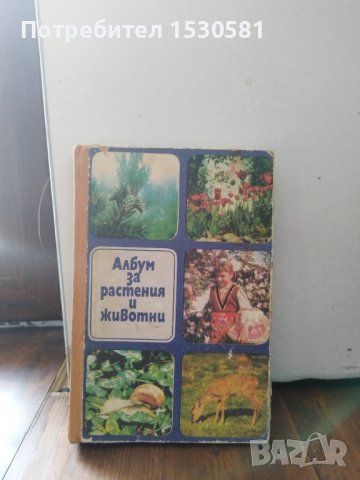 Потребител 1530581
Албум
за
растения
и
животни
BAZAR